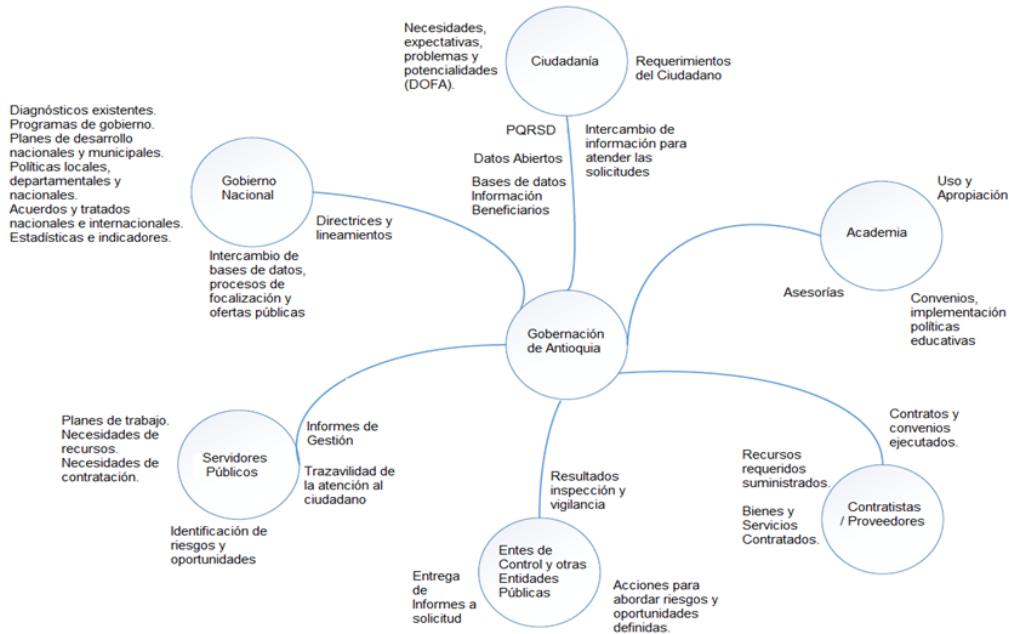 Necesidades,
expectativas,
problemas y
potencialidades
(DOFA).
Ciudadanía
Requerimientos
del Ciudadano
PQRSD
Datos Abiertos
Bases de datos
Información
Beneficiarios
Intercambio de
información para
atender las
solicitudes
Diagnósticos existentes.
Programas de gobierno.
Planes de desarrollo
nacionales y municipales.
Políticas locales,
departamentales y
nacionales.
Acuerdos y tratados
nacionales e internacionales.
Estadísticas e indicadores.
Gobierno
Nacional
Directrices y
lineamientos
Intercambio de
bases de datos,
procesos de
focalización y
ofertas públicas
Uso y
Apropiación
Academia
Asesorías
Convenios,
implementación
políticas
educativas
Gobernación
de Antioquia
Planes de trabajo.
Necesidades de
recursos.
Necesidades de
contratación.
Servidores
Públicos
Informes de
Gestión
Trazavilidad de
la atención al
ciudadano
Identificación de
riesgos y
oportunidades
Resultados
inspección y
vigilancia
Entes de
Control y otras
Entidades
Públicas
Entrega
de
Informes a
solicitud
Acciones para
abordar riesgos y
oportunidades
definidas.
Contratos y
convenios
ejecutados.
Recursos
requeridos
suministrados.
Bienes y
Servicios
Contratados.
Contratistas
/ Proveedores